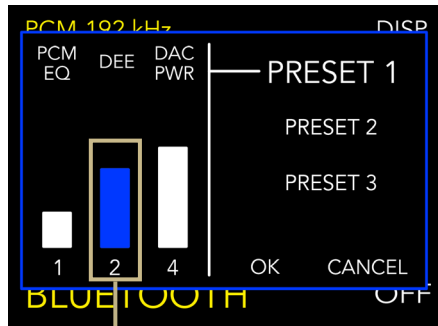 PCM 192 kHz DISP
PCM EQ DEE DAC PWR
PRESET 1
PRESET 2
PRESET 3
1 2 4
OK CANCEL
BLUETOOTH OFF